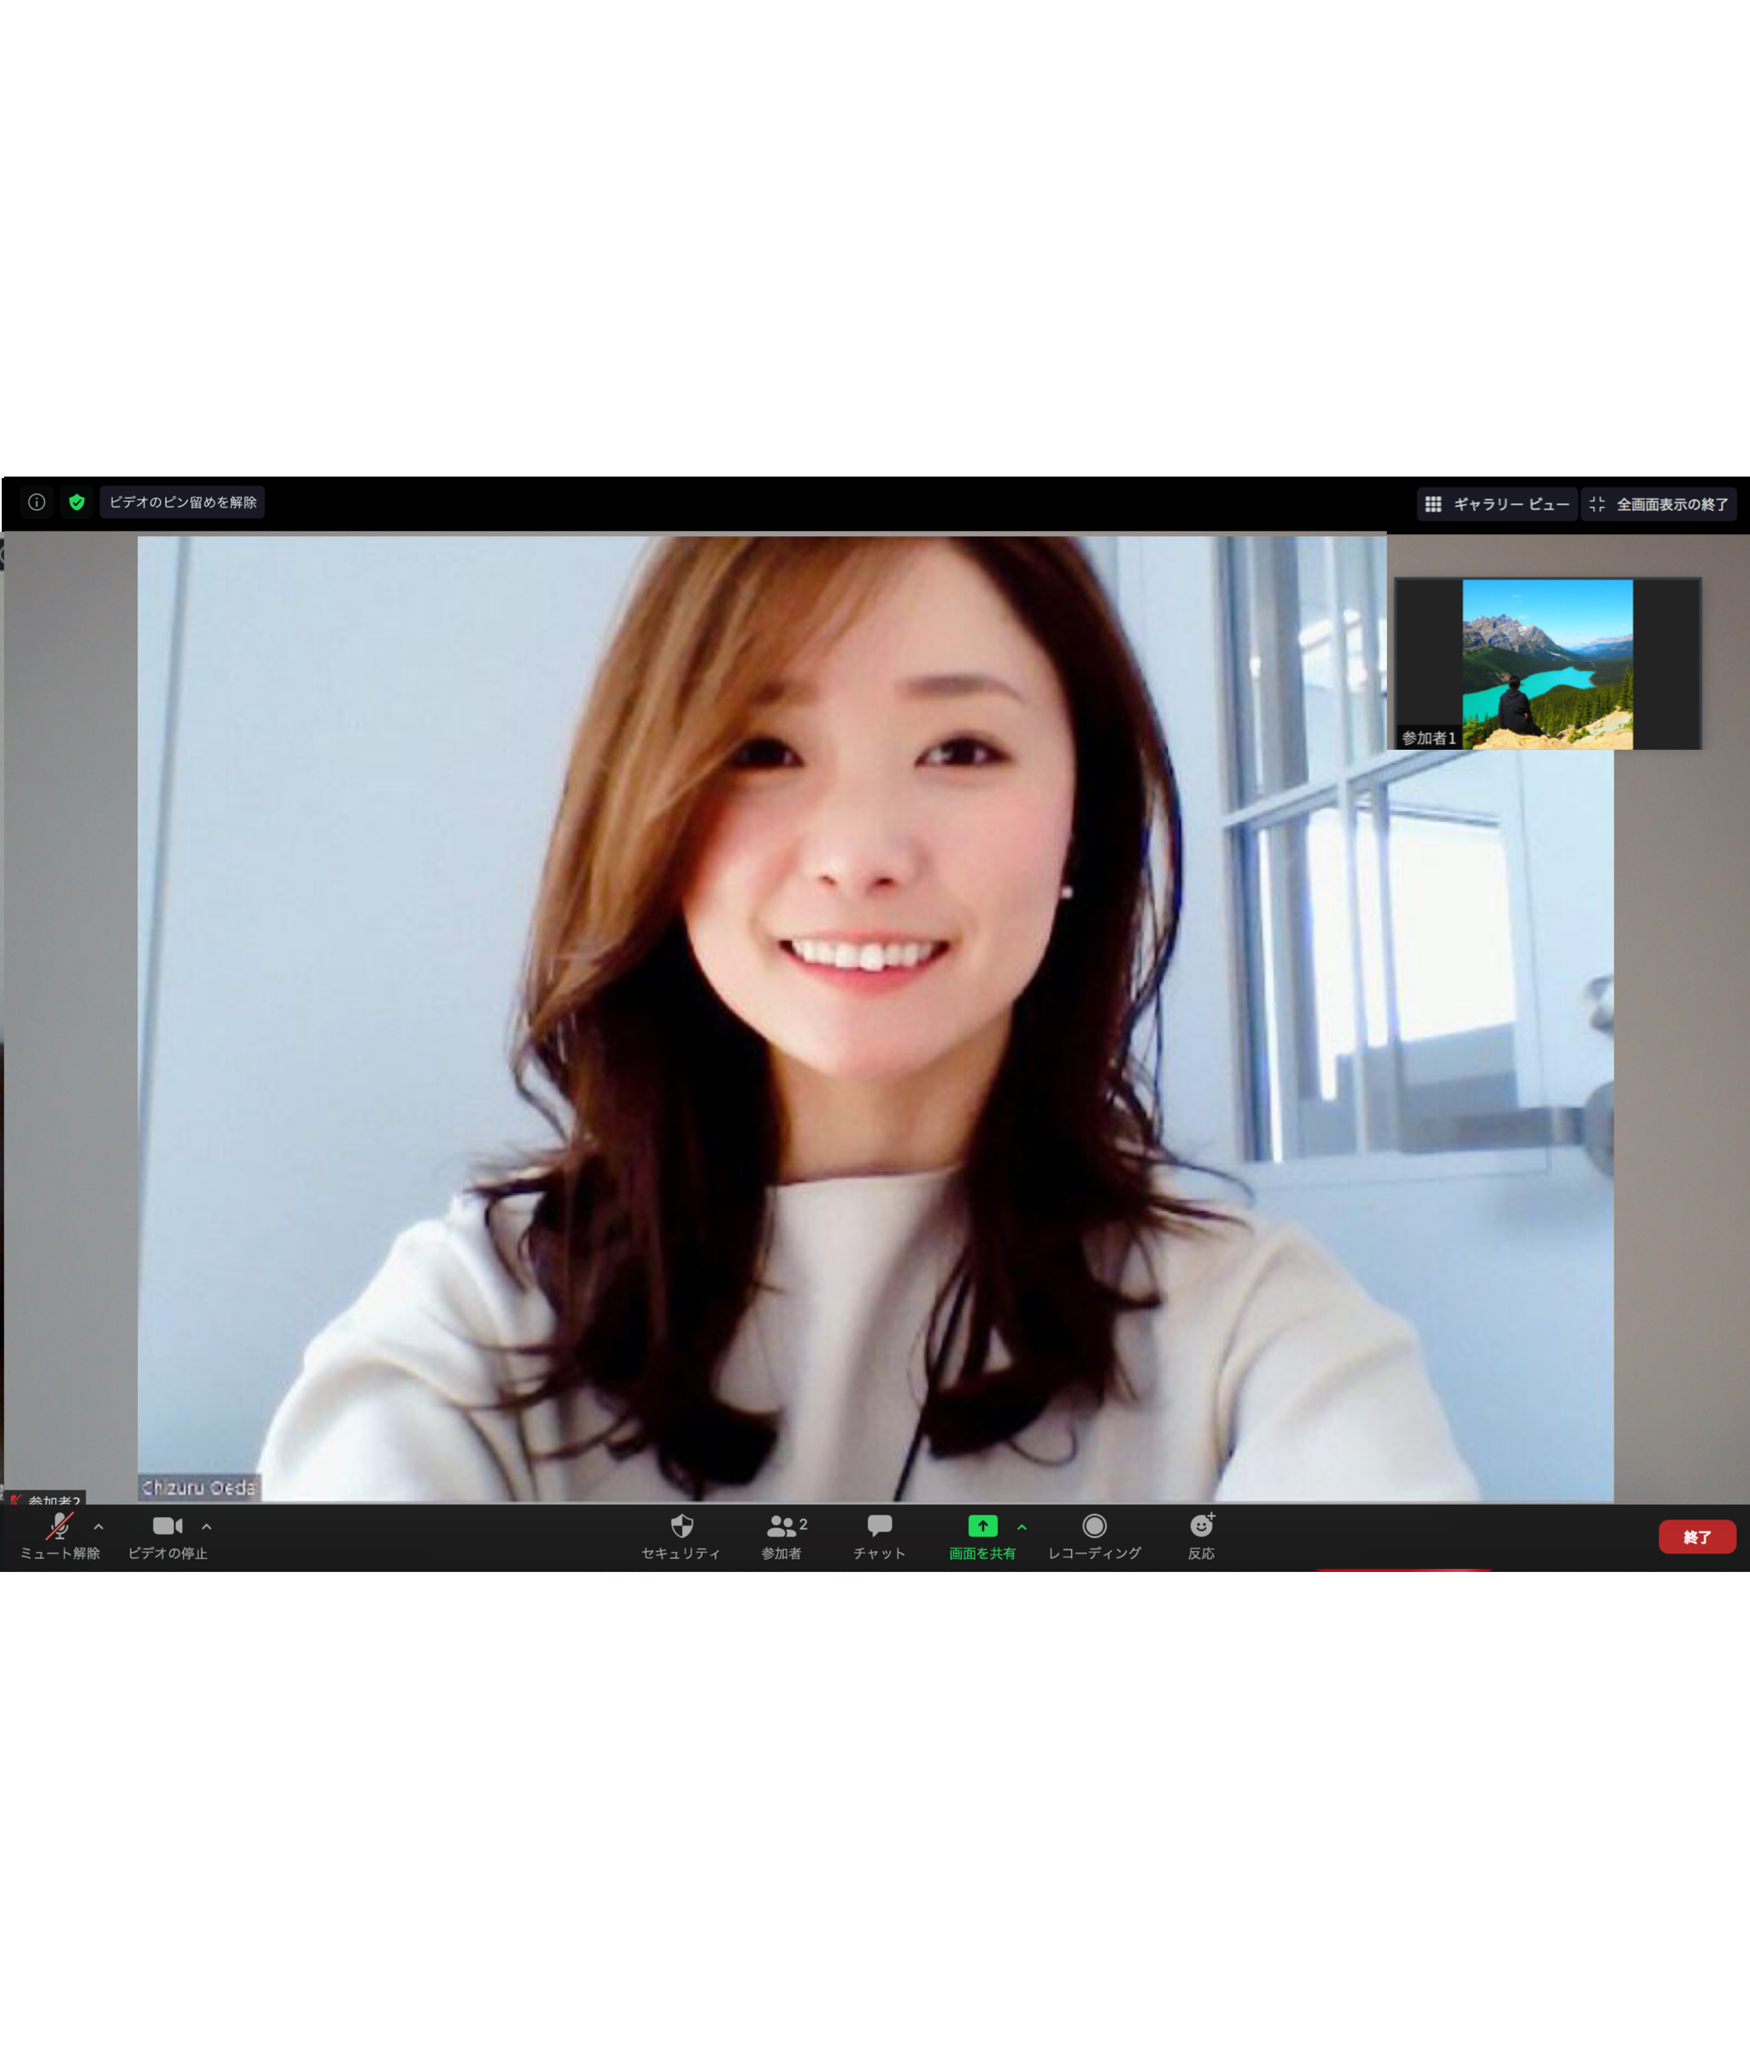 ビデオのピン留めを解除
ギャラリー ビュー
全画面表示の終了
参加者1
Chizuru Oeda
参加者2
ミュート解除
ビデオの停止
セキュリティ
2
参加者
チャット
画面を共有
レコーディング
反応
終了